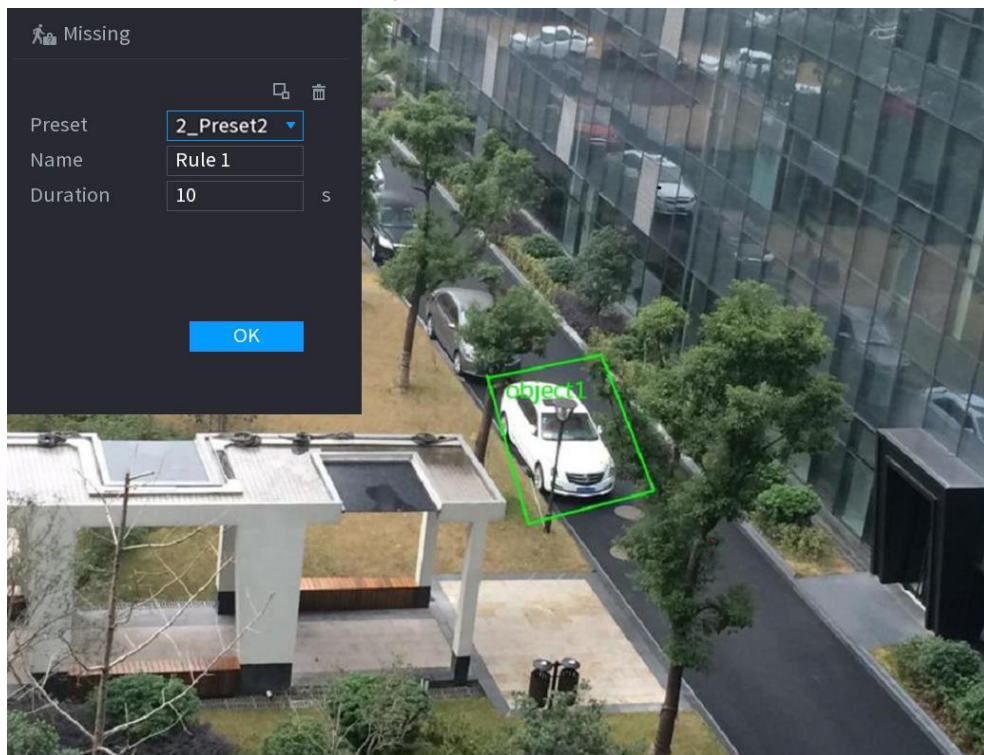 Missing
Preset 2_Preset2
Name Rule 1
Duration 10 s
OK
object1